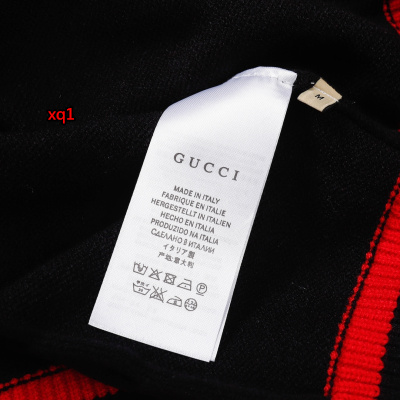 xq1
M
GUCCI
MADE IN ITALY
FABRIQUE EN ITALIE
HERGESTELLT IN ITALIEN
HECHO EN ITALIA
PRODUZIDO NA ITALIA
СДЕЛАНО В ИТАЛИИ
イタリア製
产地:意大利